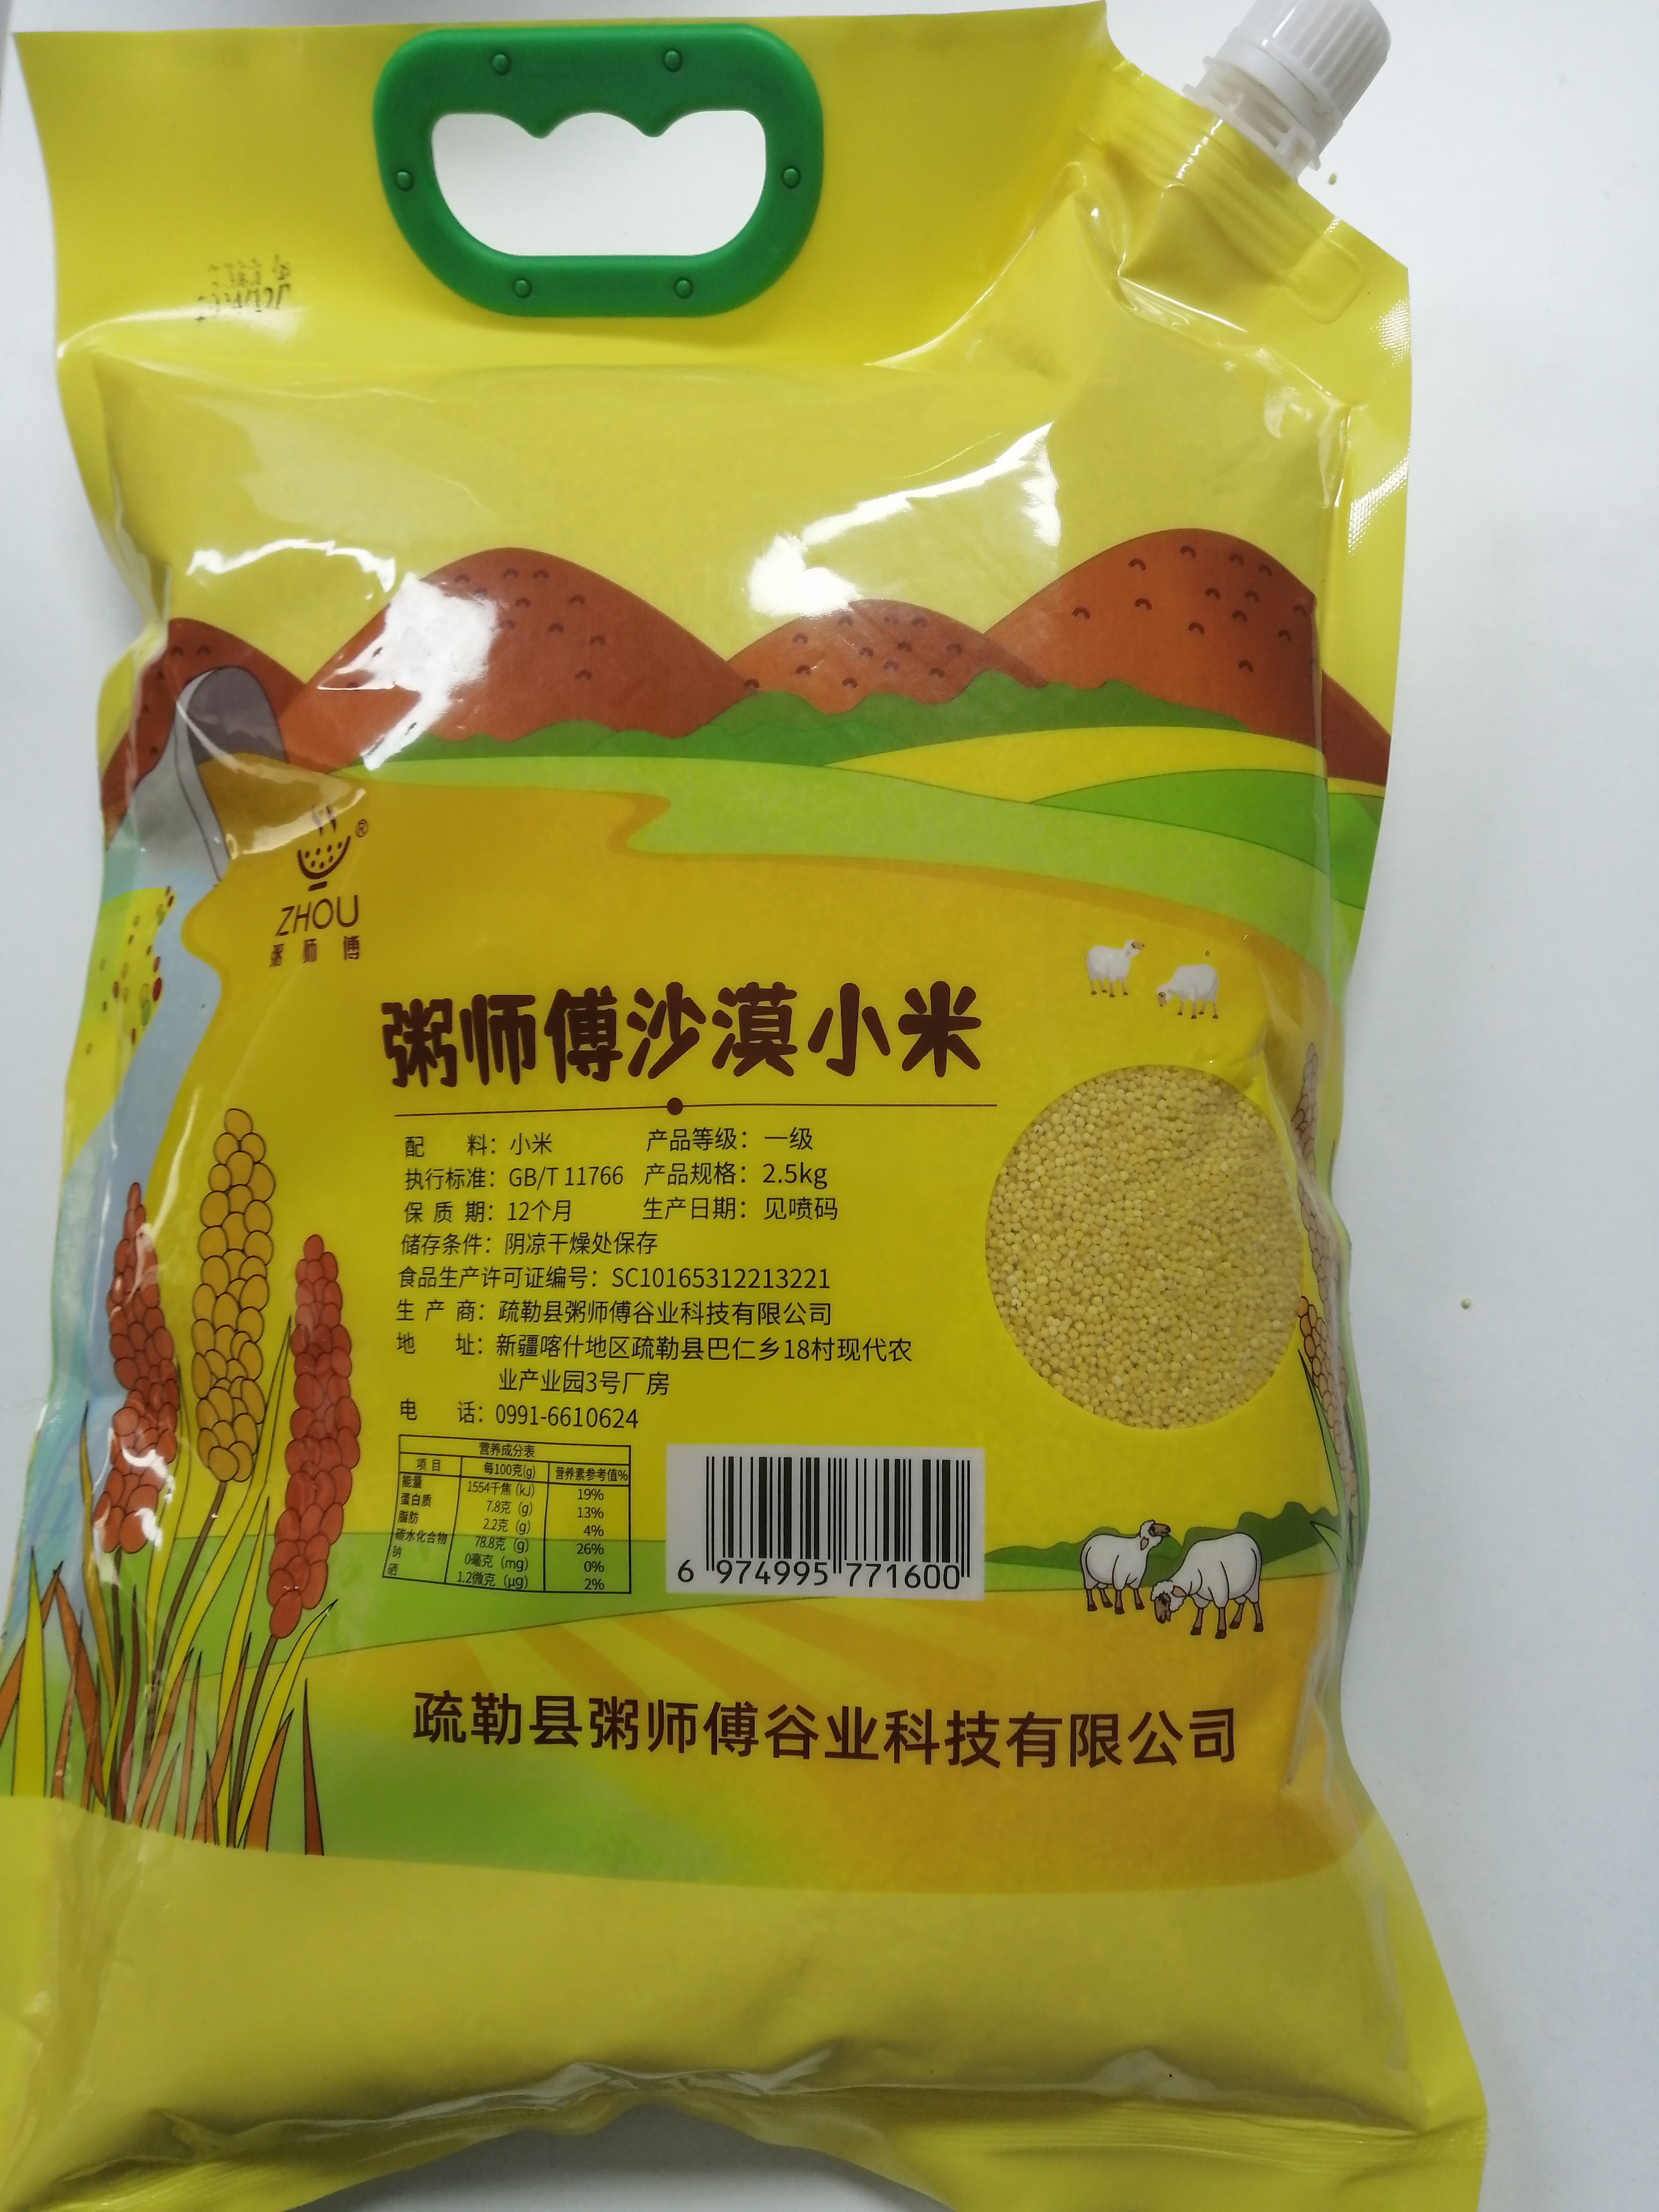 ®
ZHOU
粥师傅
粥师傅沙漠小米
配 料：小米 产品等级：一级
执行标准：GB/T 11766 产品规格：2.5kg
保质期：12个月 生产日期：见喷码
储存条件：阴凉干燥处保存
食品生产许可证编号：SC10165312213221
生产商：疏勒县粥师傅谷业科技有限公司
地 址：新疆喀什地区疏勒县巴仁乡18村现代农
业产业园3号厂房
电 话：0991-6610624
营养成分表
项目 每100克(g) 营养素参考值%
能量 1554千焦(kJ) 19%
蛋白质 7.8克(g) 13%
脂肪 2.2克(g) 4%
碳水化合物 78.8克(g) 26%
钠 0毫克(mg) 0%
硒 1.2微克(μg) 2%
6 974995 771600
疏勒县粥师傅谷业科技有限公司